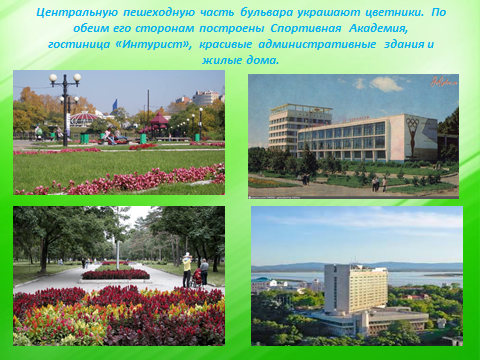 Центральную пешеходную часть бульвара украшают цветники. По
обеим его сторонам построены Спортивная Академия,
гостиница «Интурист», красивые административные здания и
жилые дома.